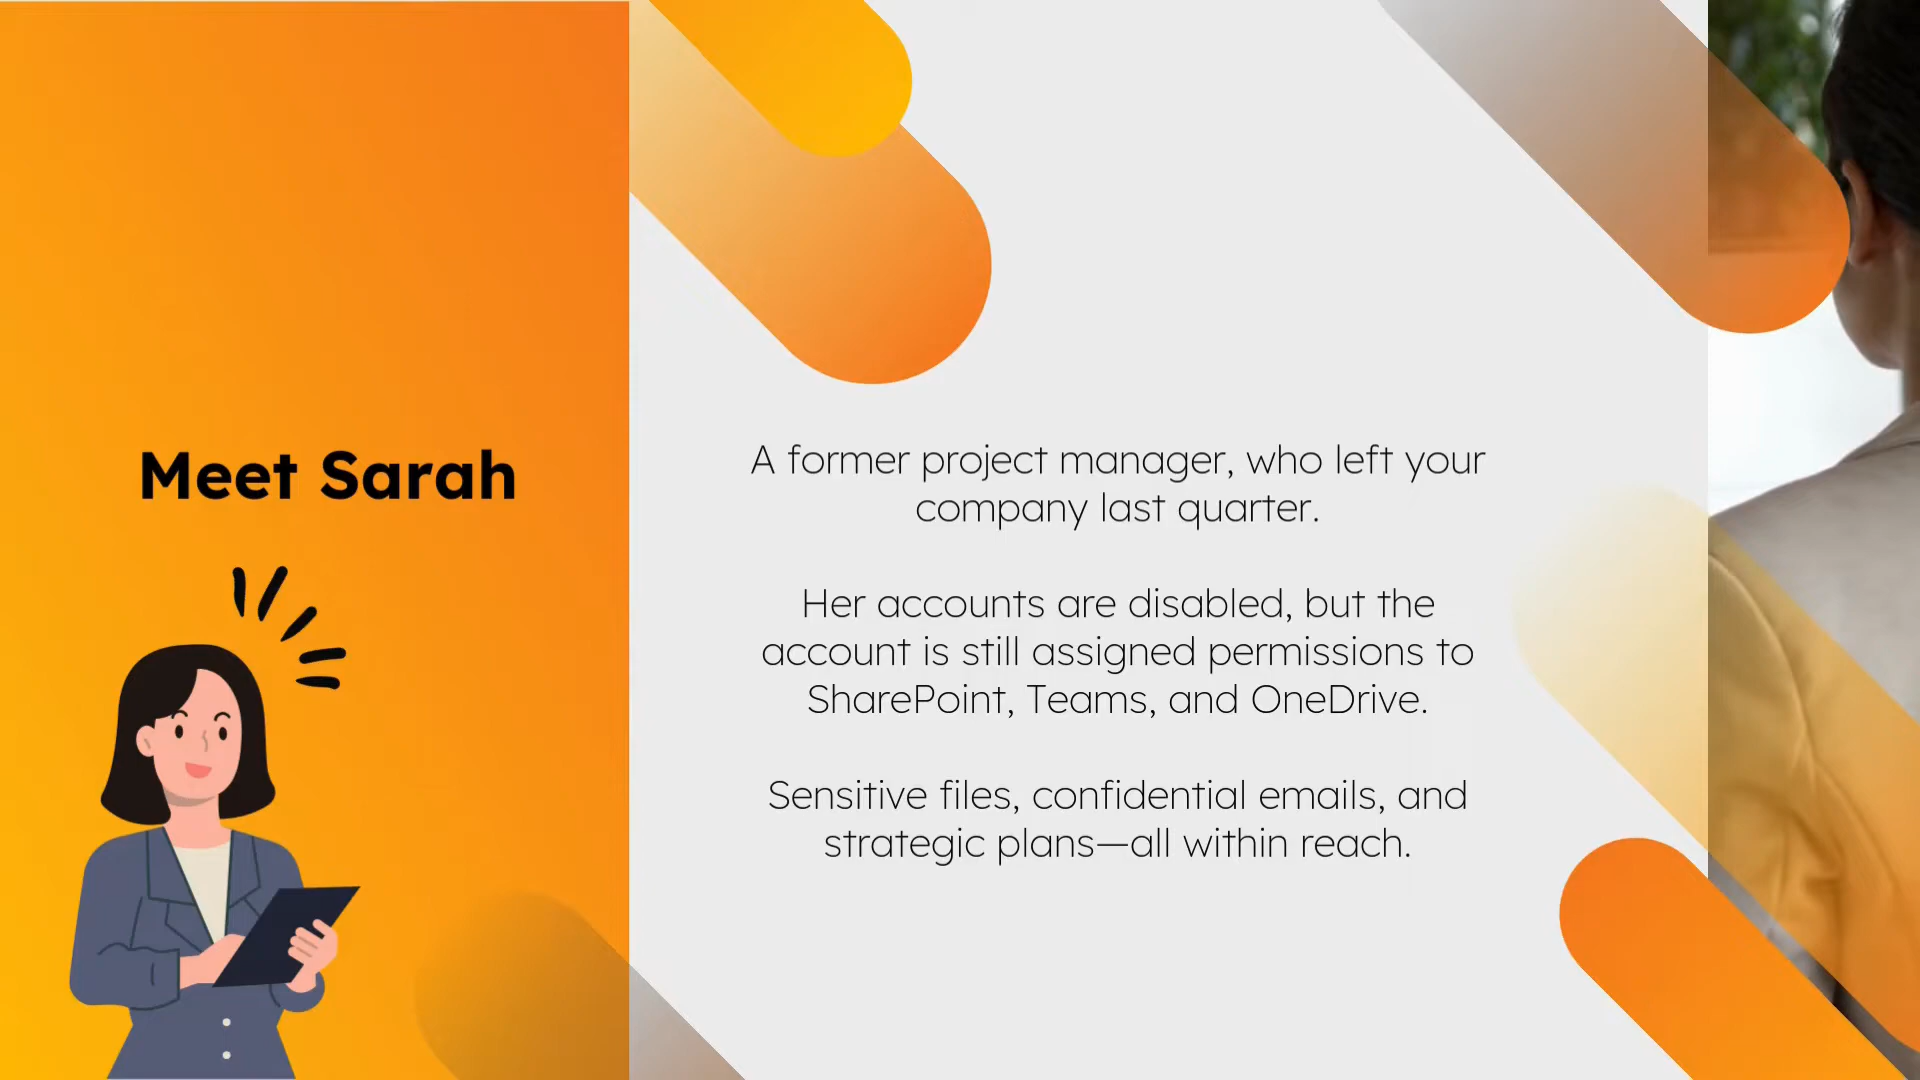 Meet Sarah
A former project manager, who left your
company last quarter.
Her accounts are disabled, but the
account is still assigned permissions to
SharePoint, Teams, and OneDrive.
Sensitive files, confidential emails, and
strategic plans—all within reach.